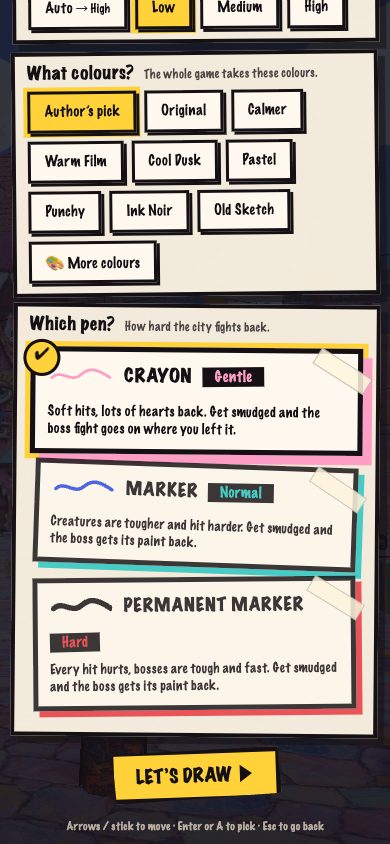 Auto → High Low Medium High
What colours? The whole game takes these colours.
Author's pick Original Calmer
Warm Film Cool Dusk Pastel
Punchy Ink Noir Old Sketch
🎨 More colours
Which pen? How hard the city fights back.
CRAYON Gentle
Soft hits, lots of hearts back. Get smudged and the
boss fight goes on where you left it.
MARKER Normal
Creatures are tougher and hit harder. Get smudged and
the boss gets its paint back.
PERMANENT MARKER
Hard
Every hit hurts, bosses are tough and fast. Get smudged
and the boss gets its paint back.
LET'S DRAW ▶
Arrows / stick to move · Enter or A to pick · Esc to go back